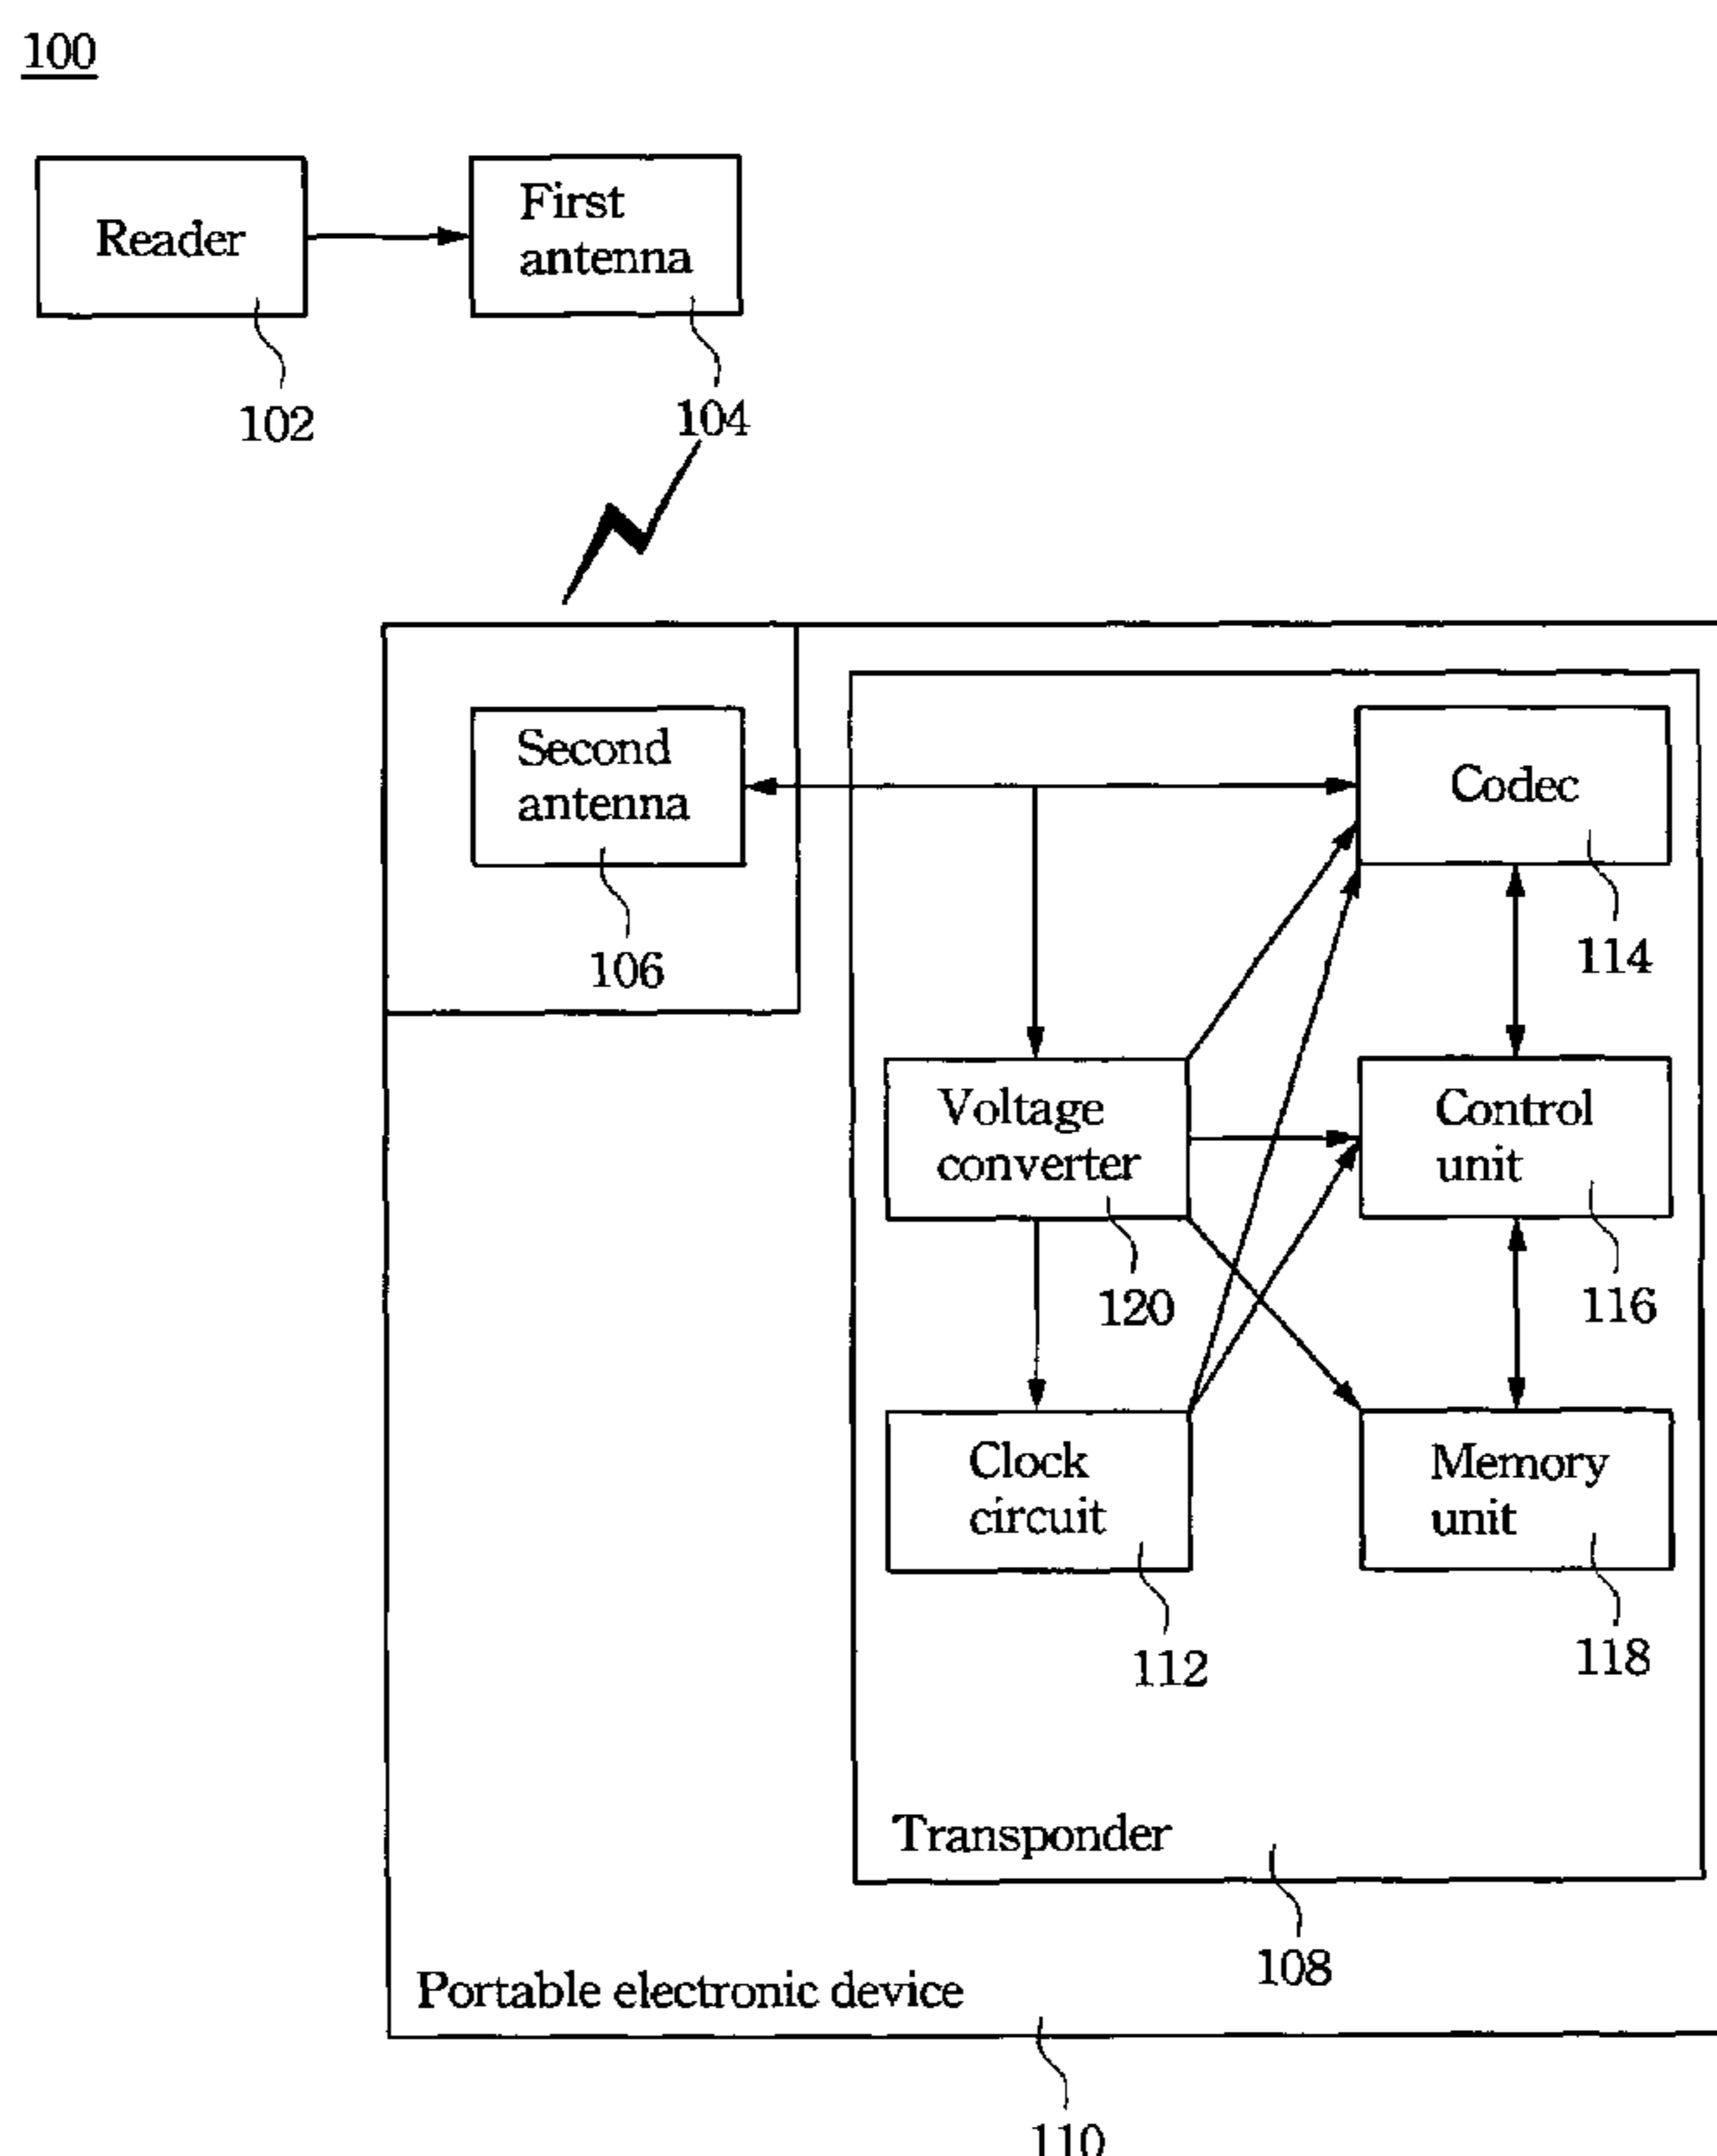 100
Reader
First
antenna
102
104
Second
antenna
106
Codec
114
Voltage
converter
120
Control
unit
116
Clock
circuit
112
Memory
unit
118
Transponder
108
Portable electronic device
110